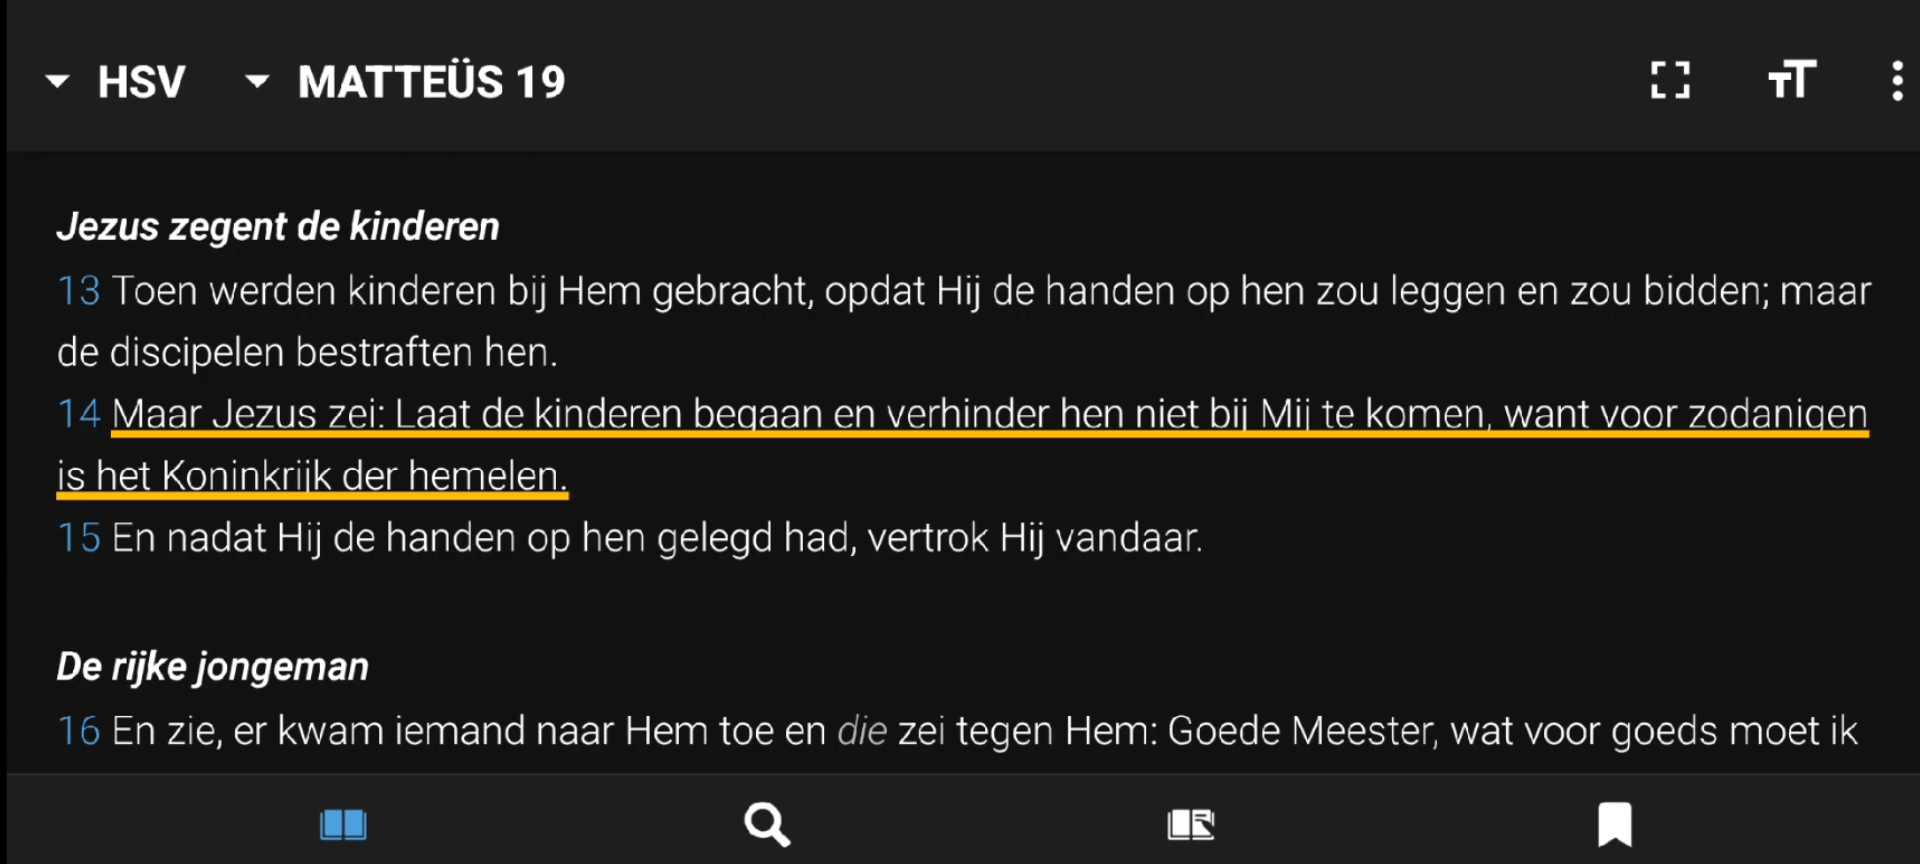 HSV MATTEÜS 19
Jezus zegent de kinderen
13 Toen werden kinderen bij Hem gebracht, opdat Hij de handen op hen zou leggen en zou bidden; maar
de discipelen bestraften hen.
14 Maar Jezus zei: Laat de kinderen begaan en verhinder hen niet bij Mij te komen, want voor zodanigen
is het Koninkrijk der hemelen.
15 En nadat Hij de handen op hen gelegd had, vertrok Hij vandaar.
De rijke jongeman
16 En zie, er kwam iemand naar Hem toe en die zei tegen Hem: Goede Meester, wat voor goeds moet ik